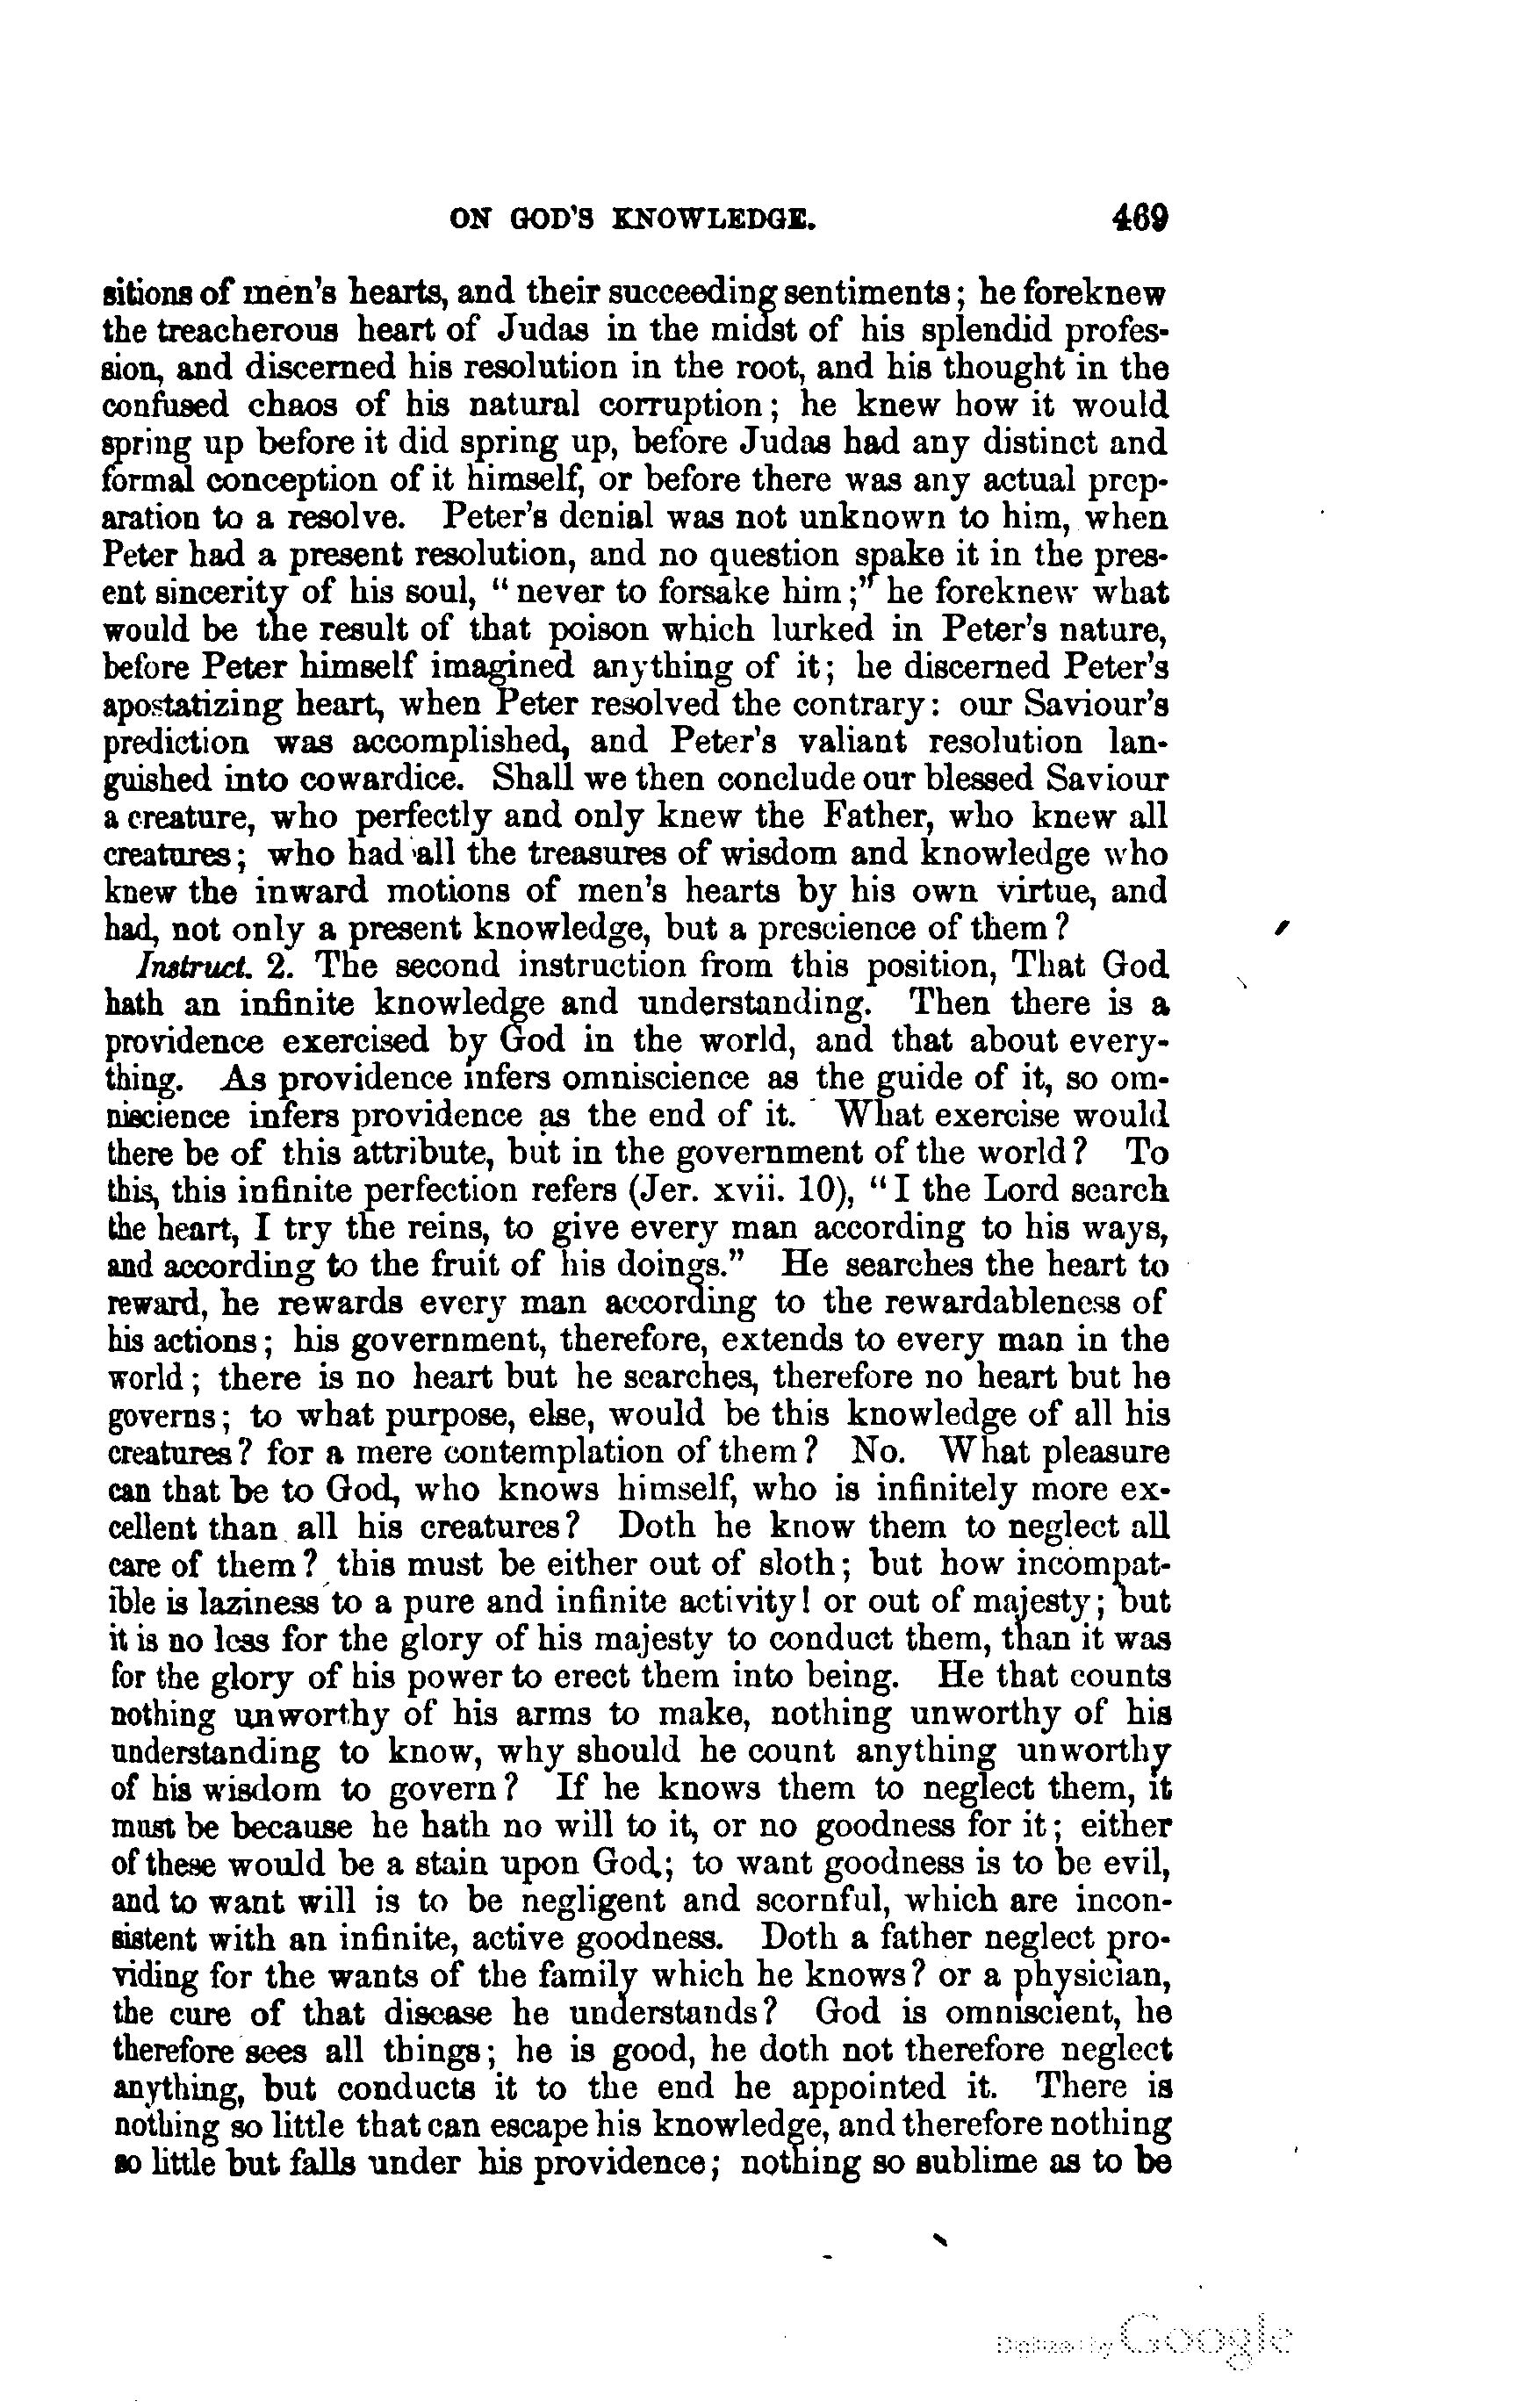 ON GOD'S KNOWLEDGE. 469
sitions of men's hearts, and their succeeding sentiments; he foreknew
the treacherous heart of Judas in the midst of his splendid profes-
sion, and discerned his resolution in the root, and his thought in the
confused chaos of his natural corruption; he knew how it would
spring up before it did spring up, before Judas had any distinct and
formal conception of it himself, or before there was any actual prep-
aration to a resolve. Peter's denial was not unknown to him, when
Peter had a present resolution, and no question spake it in the pres-
ent sincerity of his soul, "never to forsake him;" he foreknew what
would be the result of that poison which lurked in Peter's nature,
before Peter himself imagined anything of it; he discerned Peter's
apostatizing heart, when Peter resolved the contrary: our Saviour's
prediction was accomplished, and Peter's valiant resolution lan-
guished into cowardice. Shall we then conclude our blessed Saviour
a creature, who perfectly and only knew the Father, who knew all
creatures; who had all the treasures of wisdom and knowledge who
knew the inward motions of men's hearts by his own virtue, and
had, not only a present knowledge, but a prescience of them?
Instruct. 2. The second instruction from this position, That God
hath an infinite knowledge and understanding. Then there is a
providence exercised by God in the world, and that about every-
thing. As providence infers omniscience as the guide of it, so om-
niscience infers providence as the end of it. What exercise would
there be of this attribute, but in the government of the world? To
this, this infinite perfection refers (Jer. xvii. 10), "I the Lord search
the heart, I try the reins, to give every man according to his ways,
and according to the fruit of his doings." He searches the heart to
reward, he rewards every man according to the rewardableness of
his actions; his government, therefore, extends to every man in the
world; there is no heart but he searches, therefore no heart but he
governs; to what purpose, else, would be this knowledge of all his
creatures? for a mere contemplation of them? No. What pleasure
can that be to God, who knows himself, who is infinitely more ex-
cellent than all his creatures? Doth he know them to neglect all
care of them? this must be either out of sloth; but how incompat-
ible is laziness to a pure and infinite activity! or out of majesty; but
it is no less for the glory of his majesty to conduct them, than it was
for the glory of his power to erect them into being. He that counts
nothing unworthy of his arms to make, nothing unworthy of his
understanding to know, why should he count anything unworthy
of his wisdom to govern? If he knows them to neglect them, it
must be because he hath no will to it, or no goodness for it; either
of these would be a stain upon God; to want goodness is to be evil,
and to want will is to be negligent and scornful, which are incon-
sistent with an infinite, active goodness. Doth a father neglect pro-
viding for the wants of the family which he knows? or a physician,
the cure of that disease he understands? God is omniscient, he
therefore sees all things; he is good, he doth not therefore neglect
anything, but conducts it to the end he appointed it. There is
nothing so little that can escape his knowledge, and therefore nothing
so little but falls under his providence; nothing so sublime as to be
Digitized by Google